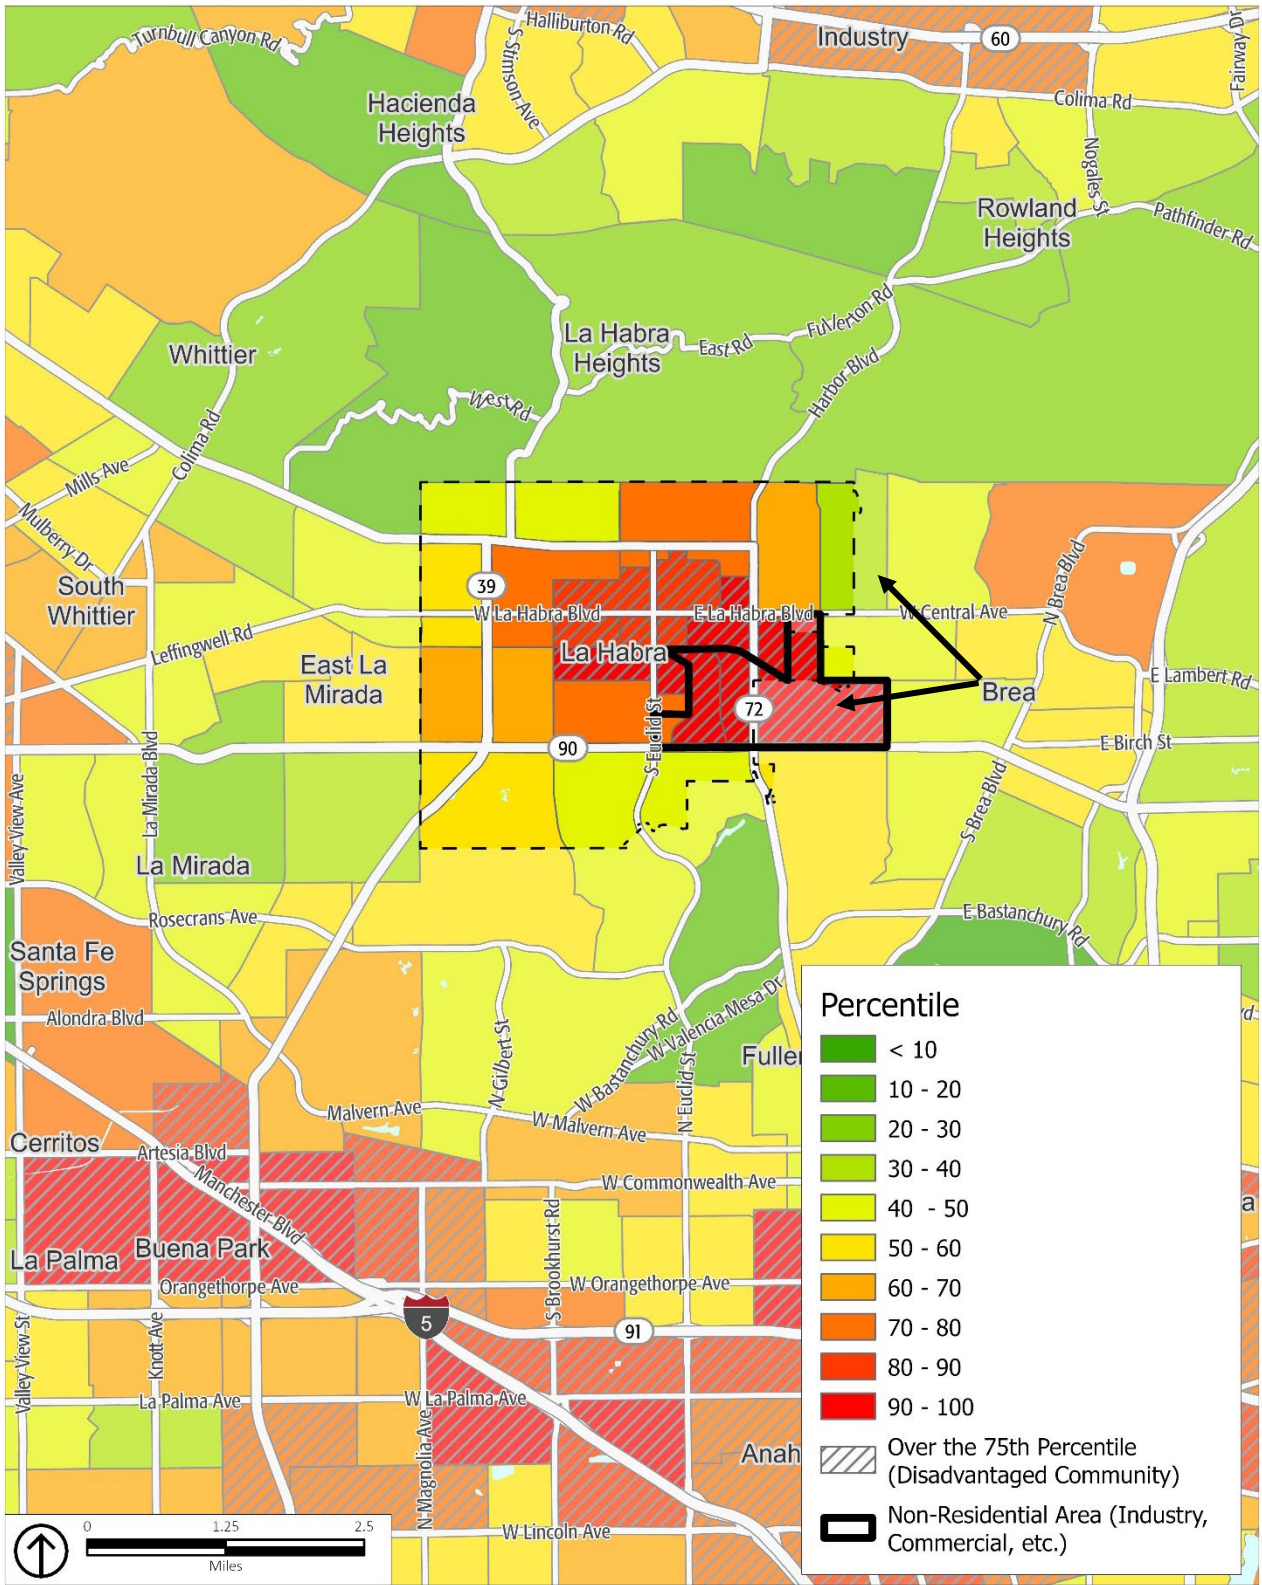 Turnbull Canyon Rd
Halliburton Rd
S Stimson Ave
Industry
60
Fairway Dr
Hacienda
Heights
Colima Rd
Nogales St
Rowland
Heights
Pathfinder Rd
Whittier
La Habra
Heights
East Rd
Fullerton Rd
Harbor Blvd
West Rd
Colima Rd
Mills Ave
Mulberry Dr
South
Whittier
39
W La Habra Blvd
E La Habra Blvd
W Central Ave
N Brea Blvd
Leffingwell Rd
East La
Mirada
La Habra
Brea
E Lambert Rd
72
S Euclid St
90
E Birch St
Valley View Ave
La Mirada Blvd
S Brea Blvd
La Mirada
Rosecrans Ave
E Bastanchury Rd
Santa Fe
Springs
Alondra Blvd
N Gilbert St
W Bastanchury Rd
W Valencia Mesa Dr
N Euclid St
Fuller
vd
Malvern Ave
W Malvern Ave
Cerritos
Artesia Blvd
Manchester Blvd
W Commonwealth Ave
a
La Palma
Buena Park
Orangethorpe Ave
S Brookhurst Rd
W Orangethorpe Ave
5
91
Valley View St
Knott Ave
La Palma Ave
W La Palma Ave
N Magnolia Ave
Anah
W Lincoln Ave
Percentile
< 10
10 - 20
20 - 30
30 - 40
40 - 50
50 - 60
60 - 70
70 - 80
80 - 90
90 - 100
Over the 75th Percentile
(Disadvantaged Community)
Non-Residential Area (Industry,
Commercial, etc.)
0 1.25 2.5
Miles